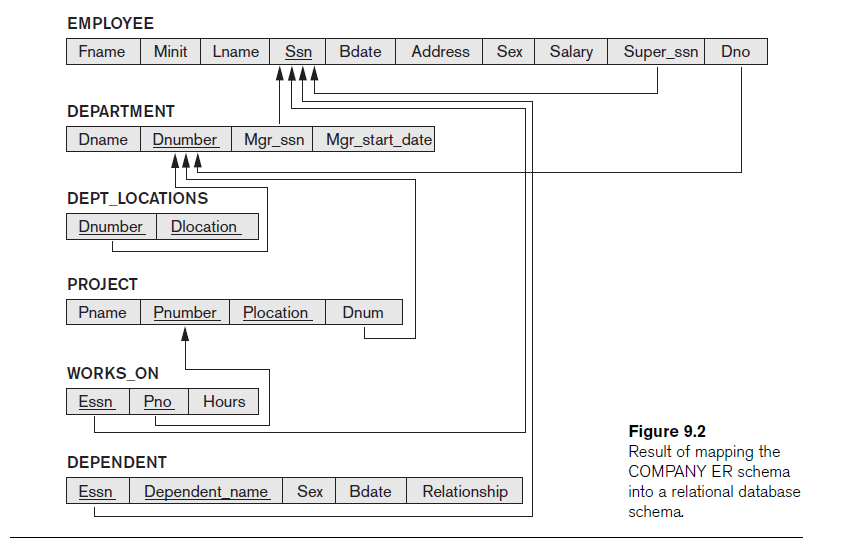 EMPLOYEE
Fname Minit Lname Ssn Bdate Address Sex Salary Super_ssn Dno
DEPARTMENT
Dname Dnumber Mgr_ssn Mgr_start_date
DEPT_LOCATIONS
Dnumber Dlocation
PROJECT
Pname Pnumber Plocation Dnum
WORKS_ON
Essn Pno Hours
DEPENDENT
Essn Dependent_name Sex Bdate Relationship
Figure 9.2
Result of mapping the
COMPANY ER schema
into a relational database
schema.